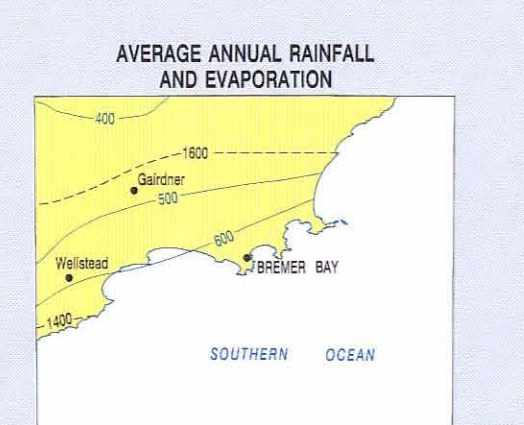 AVERAGE ANNUAL RAINFALL
AND EVAPORATION
400
1600
Gairdner
500
600
Wellstead
BREMER BAY
1400
SOUTHERN OCEAN